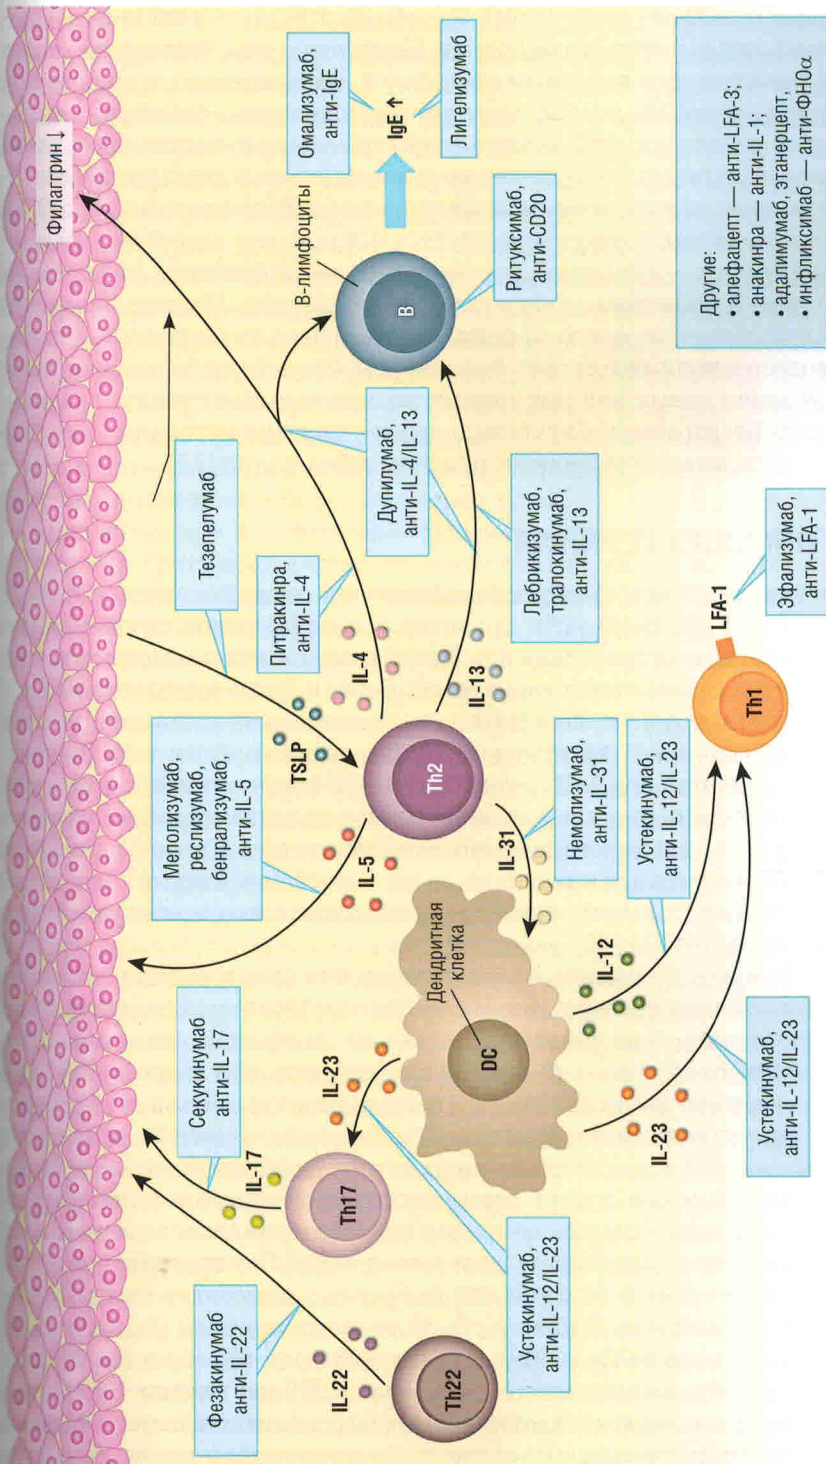 Фезакинумаб
анти-IL-22
Секукинумаб
анти-IL-17
Меполизумаб,
реслизумаб,
бенрализумаб,
анти-IL-5
Тезепелумаб
Филаггрин ↓
IL-22
Th22
IL-17
Th17
IL-23
IL-5
TSLP
Th2
IL-4
Питракинра,
анти-IL-4
Дупилумаб,
анти-IL-4/IL-13
В-лимфоциты
B
Омализумаб,
анти-IgE
IgE ↑
Лигелизумаб
Ритуксимаб,
анти-CD20
Устекинумаб,
анти-IL-12/IL-23
Дендритная
клетка
DC
IL-31
Немолизумаб,
анти-IL-31
IL-13
Лебрикизумаб,
тралокинумаб,
анти-IL-13
IL-23
IL-12
Устекинумаб,
анти-IL-12/IL-23
Устекинумаб,
анти-IL-12/IL-23
Th1
LFA-1
Эфализумаб,
анти-LFA-1
Другие:
• алефацепт — анти-LFA-3;
• анакинра — анти-IL-1;
• адалимумаб, этанерцепт,
• инфликсимаб — анти-ФНОα